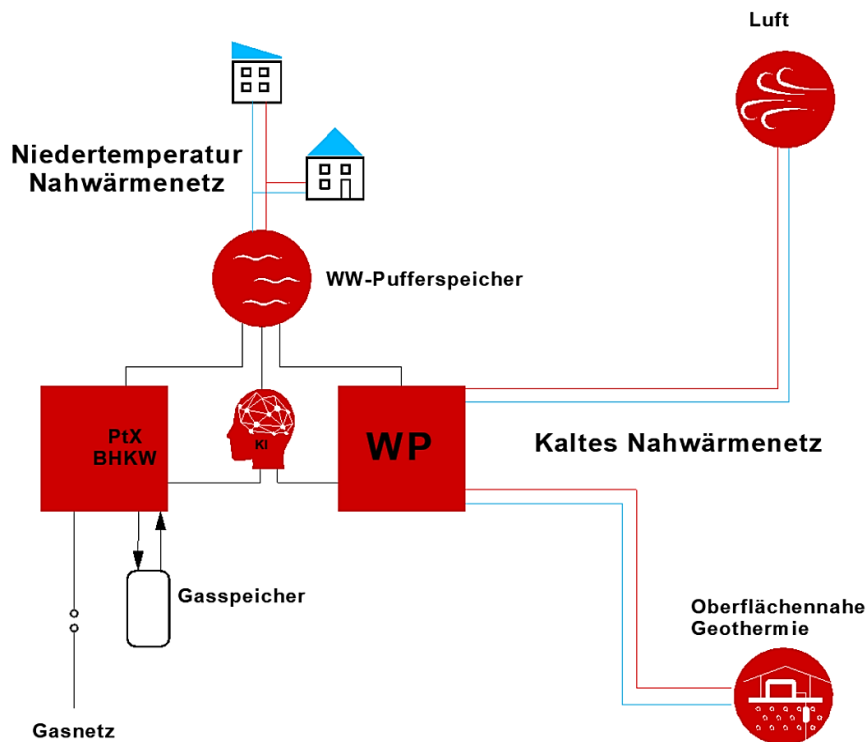 Luft
Niedertemperatur
Nahwärmenetz
WW-Pufferspeicher
PtX
BHKW
KI
WP
Kaltes Nahwärmenetz
Gasspeicher
Oberflächennahe
Geothermie
Gasnetz